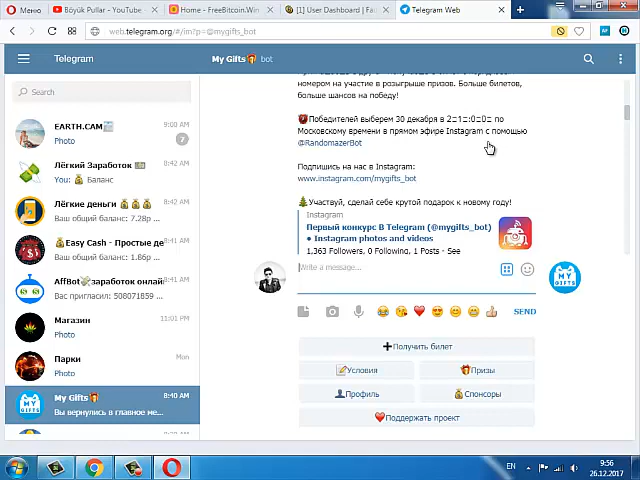 Меню
Böyük Pullar - YouTube
Home - FreeBitcoin.Win
[1] User Dashboard | Fa
Telegram Web
web.telegram.org/#/im?p=@mygifts_bot
Telegram
My Gifts bot
Search
EARTH.CAM
9:00 AM
Photo
7
Лёгкий Заработок
8:42 AM
You: 💰 Баланс
Лёгкие деньги
8:42 AM
Ваш общий баланс: 7.28р
Easy Cash - Простые де
8:41 AM
Ваш общий баланс: 1.86р
AffBot заработок онлайн
8:41 AM
Вас пригласил: 508071859
Магазин
11:01 PM
Photo
Парки
Mon
Photo
My Gifts
8:40 AM
Вы вернулись в главное ме...
номером на участие в розыгрыше призов. Больше билетов,
больше шансов на победу!
Победителей выберем 30 декабря в 2⃣1⃣:0⃣0⃣ по
Московскому времени в прямом эфире Instagram с помощью
@RandomazerBot
Подпишись на нас в Instagram:
www.instagram.com/mygifts_bot
🎄Участвуй, сделай себе крутой подарок к новому году!
Instagram
Первый конкурс В Telegram (@mygifts_bot)
• Instagram photos and videos
1,363 Followers, 0 Following, 1 Posts - See
Write a message...
MY GIFTS
SEND
➕Получить билет
📝Условия
🎁Призы
👤Профиль
💰Спонсоры
❤️Поддержать проект
EN
9:56
26.12.2017